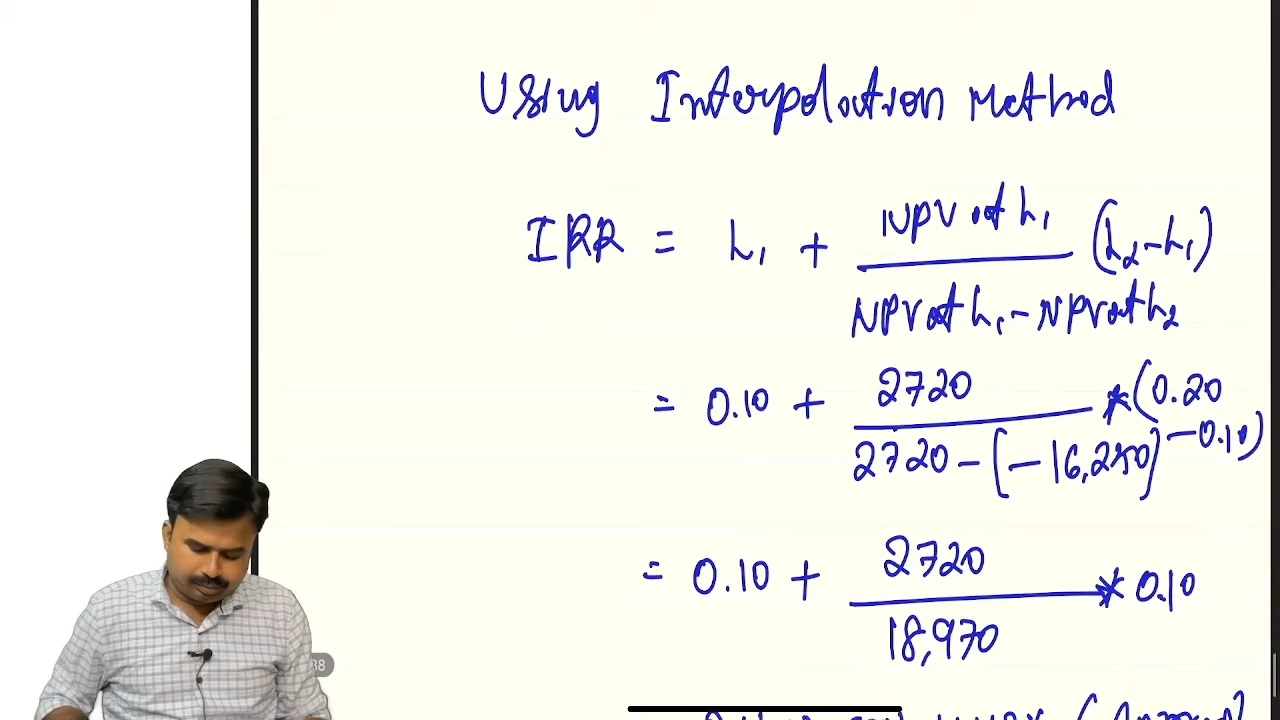 Using Interpolation Method
IRR = h₁ + NPV at h₁ (h₂-h₁)
NPV at h₁ - NPV at h₂
= 0.10 + 2720 * (0.20
2720 - [-16,250] -0.10)
= 0.10 + 2720 * 0.10
18,970
38